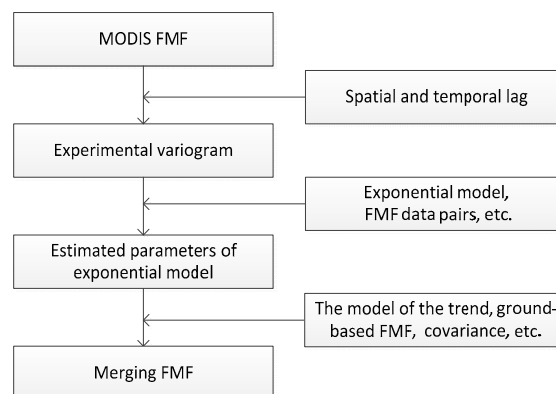 MODIS FMF
Spatial and temporal lag
Experimental variogram
Exponential model,
FMF data pairs, etc.
Estimated parameters of
exponential model
The model of the trend, ground-
based FMF, covariance, etc.
Merging FMF